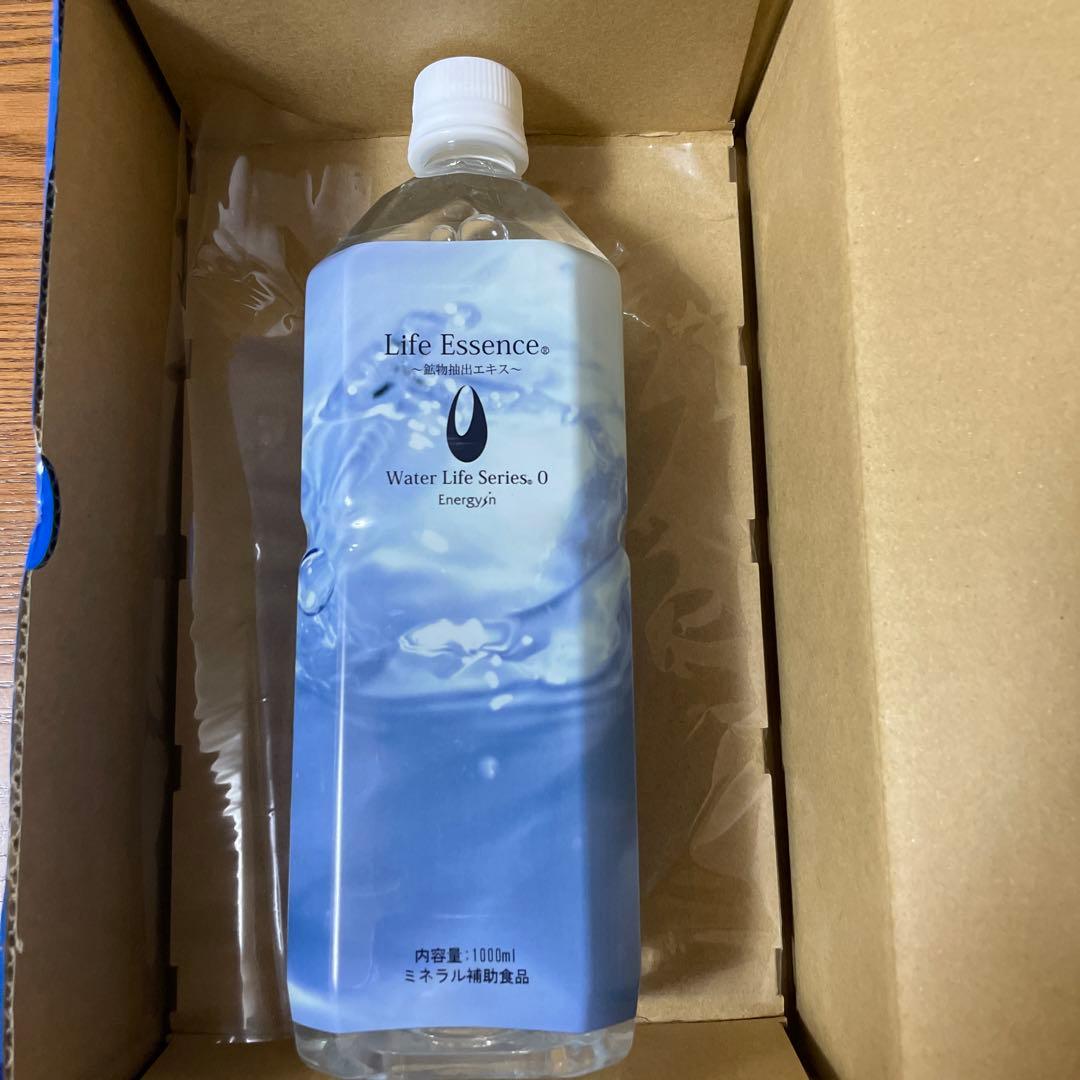 Life Essence®
～鉱物抽出エキス～
Water Life Series® 0
Energy in
内容量:1000ml
ミネラル補助食品